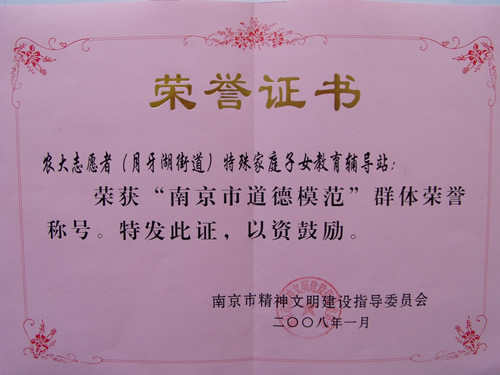 荣誉证书
农大志愿者（月牙湖街道）特殊家庭子女教育辅导站：
荣获“南京市道德模范”群体荣誉
称号。特发此证，以资鼓励。
南京市精神文明建设指导委员会
二〇〇八年一月